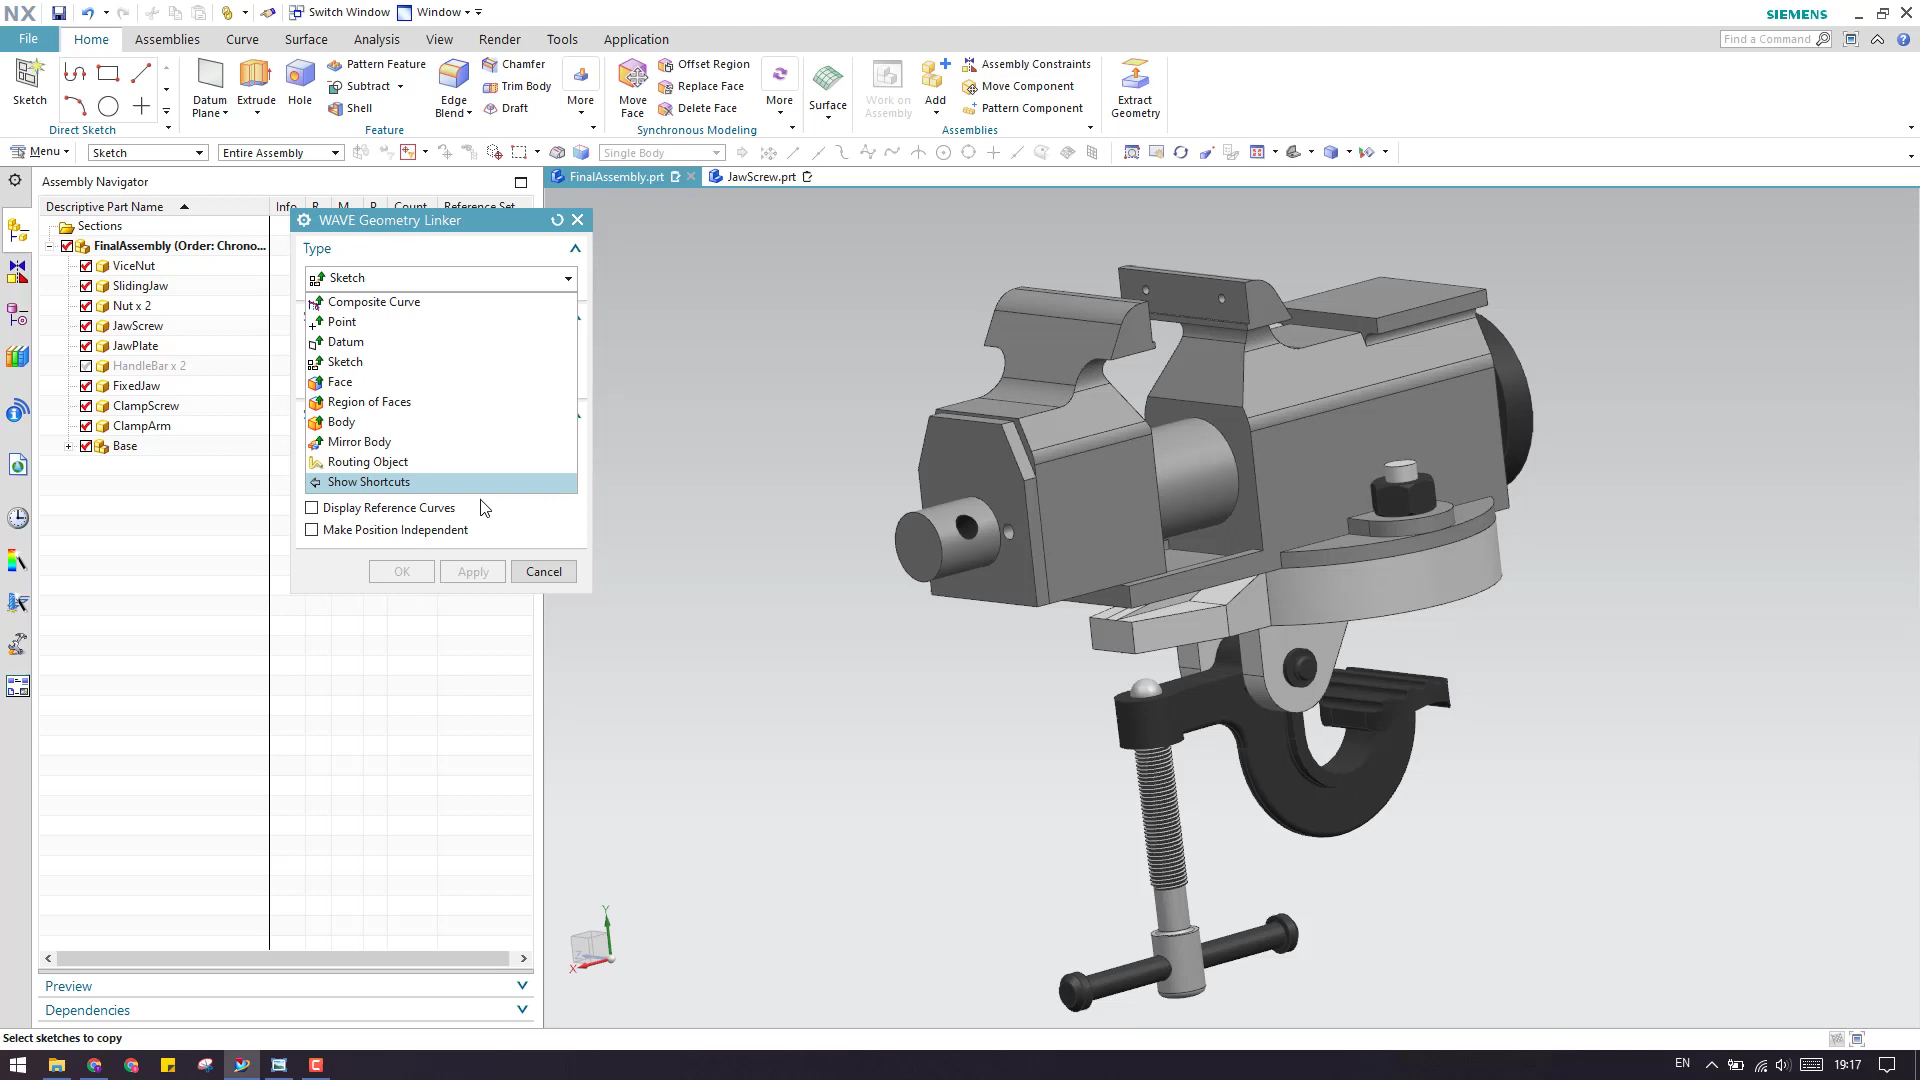 NX
Switch Window
Window
SIEMENS
File
Home
Assemblies
Curve
Surface
Analysis
View
Render
Tools
Application
Find a Command
Sketch
Direct Sketch
Datum Plane
Extrude
Hole
Pattern Feature
Subtract
Shell
Edge Blend
Chamfer
Trim Body
Draft
More
Feature
Move Face
Offset Region
Replace Face
Delete Face
More
Synchronous Modeling
Surface
Work on Assembly
Add
Assembly Constraints
Move Component
Pattern Component
Assemblies
Extract Geometry
Menu
Sketch
Entire Assembly
Single Body
Assembly Navigator
FinalAssembly.prt
JawScrew.prt
Descriptive Part Name
Sections
FinalAssembly (Order: Chrono...
ViceNut
SlidingJaw
Nut x 2
JawScrew
JawPlate
HandleBar x 2
FixedJaw
ClampScrew
ClampArm
Base
WAVE Geometry Linker
Type
Sketch
Composite Curve
Point
Datum
Sketch
Face
Region of Faces
Body
Mirror Body
Routing Object
Show Shortcuts
Display Reference Curves
Make Position Independent
OK
Apply
Cancel
Y
Z
X
Preview
Dependencies
Select sketches to copy
EN
19:17